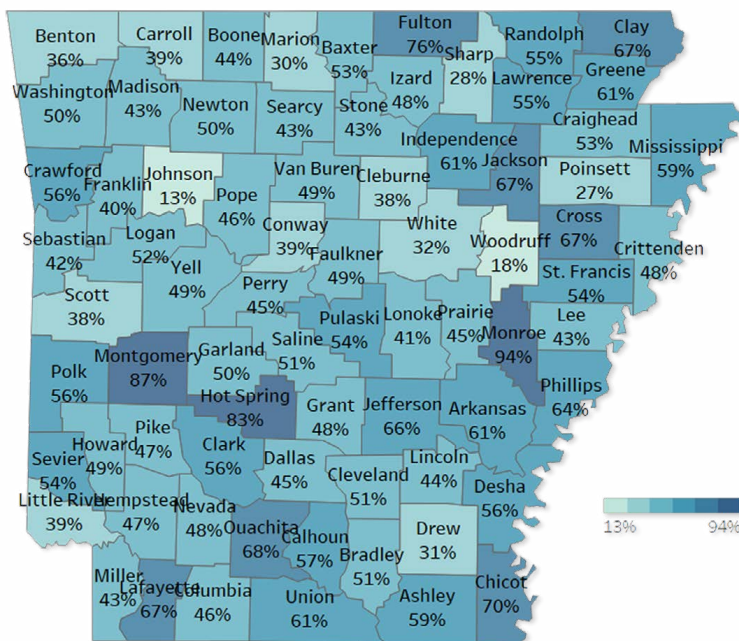 Benton
36%
Carroll
39%
Boone
44%
Marion
30%
Baxter
53%
Fulton
76%
Sharp
28%
Randolph
55%
Clay
67%
Washington
50%
Madison
43%
Newton
50%
Searcy
43%
Stone
43%
Izard
48%
Lawrence
55%
Greene
61%
Craighead
53%
Mississippi
59%
Crawford
56%
Franklin
40%
Johnson
13%
Pope
46%
Van Buren
49%
Cleburne
38%
Independence
61%
Jackson
67%
Poinsett
27%
Sebastian
42%
Logan
52%
Yell
49%
Conway
39%
Faulkner
49%
White
32%
Woodruff
18%
Cross
67%
Crittenden
48%
St. Francis
54%
Scott
38%
Perry
45%
Pulaski
54%
Lonoke
41%
Prairie
45%
Monroe
94%
Lee
43%
Polk
56%
Montgomery
87%
Garland
50%
Saline
51%
Hot Spring
83%
Grant
48%
Jefferson
66%
Arkansas
61%
Phillips
64%
Sevier
54%
Howard
49%
Pike
47%
Clark
56%
Dallas
45%
Cleveland
51%
Lincoln
44%
Desha
56%
Little River
39%
Hempstead
47%
Nevada
48%
Ouachita
68%
Calhoun
57%
Bradley
51%
Drew
31%
Chicot
70%
Miller
43%
Lafayette
67%
Columbia
46%
Union
61%
Ashley
59%
13% 94%